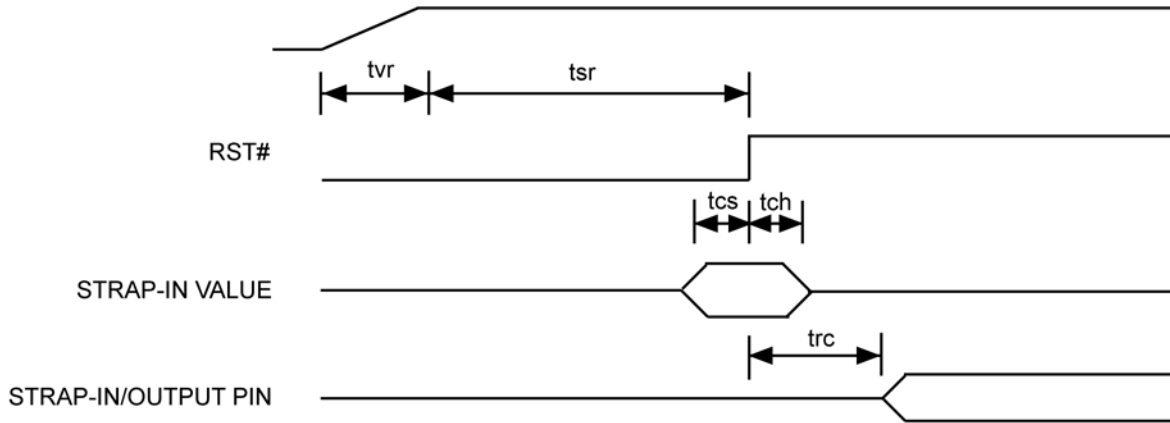 tvr
tsr
RST#
tcs
tch
STRAP-IN VALUE
trc
STRAP-IN/OUTPUT PIN